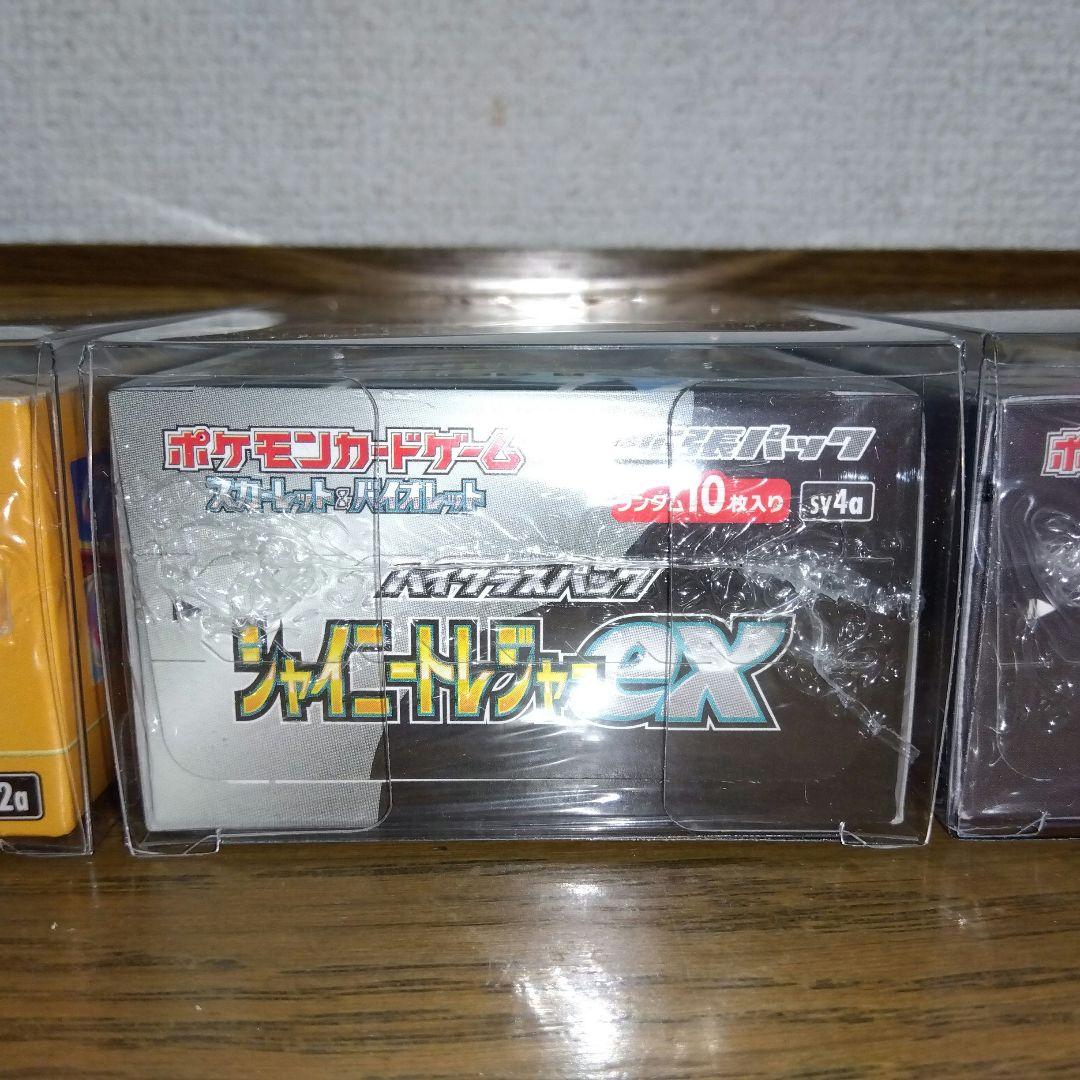 ポケモンカードゲーム
スカーレット&バイオレット
拡張パック
ランダム10枚入り sv4a
ハイクラスパック
シャイニートレジャーex
2a
ポ